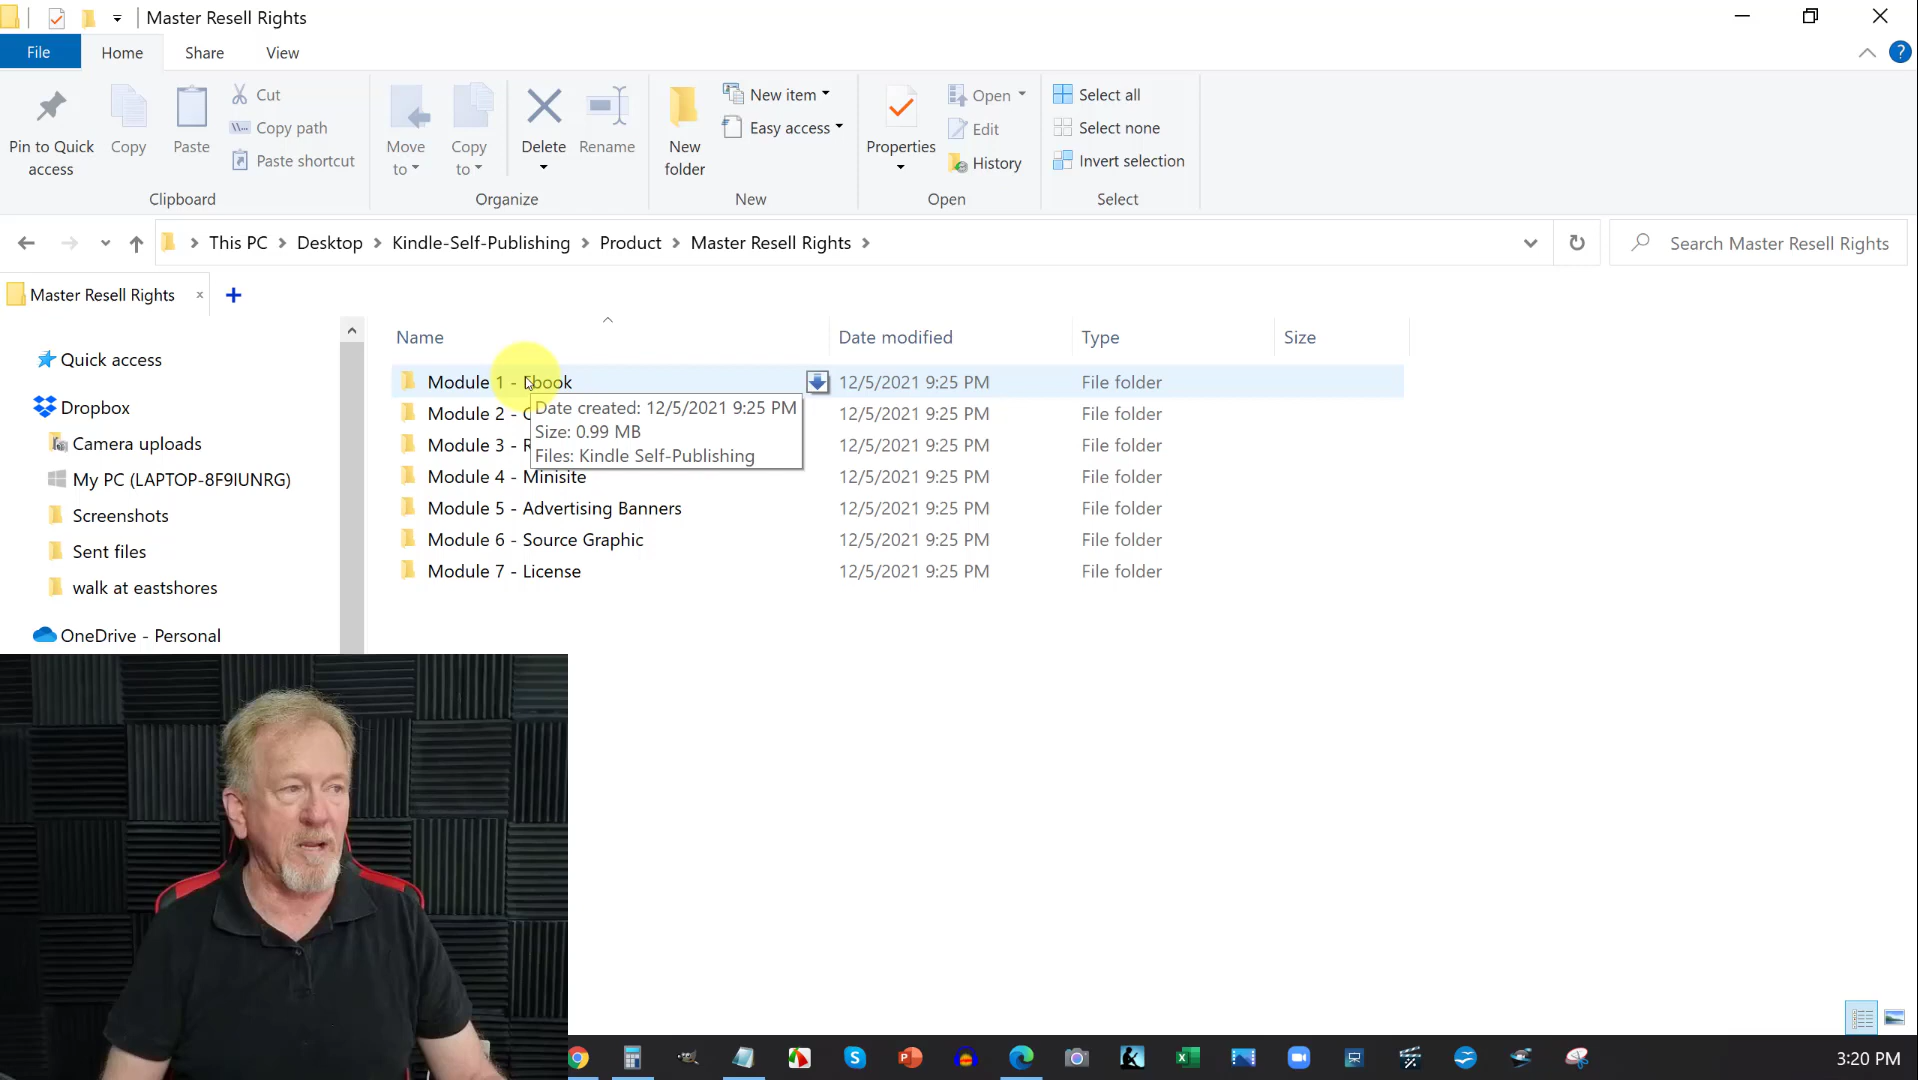 Master Resell Rights
File Home Share View
Pin to Quick access
Copy
Paste
Cut
Copy path
Paste shortcut
Clipboard
Move to
Copy to
Delete
Rename
Organize
New folder
New item
Easy access
New
Properties
Open
Edit
History
Open
Select all
Select none
Invert selection
Select
This PC > Desktop > Kindle-Self-Publishing > Product > Master Resell Rights >
Search Master Resell Rights
Master Resell Rights x +
Quick access
Dropbox
Camera uploads
My PC (LAPTOP-8F9IUNRG)
Screenshots
Sent files
walk at eastshores
OneDrive - Personal
Name Date modified Type Size
Module 1 - Ebook 12/5/2021 9:25 PM File folder
Module 2 - 12/5/2021 9:25 PM File folder
Module 3 - 12/5/2021 9:25 PM File folder
Module 4 - Minisite 12/5/2021 9:25 PM File folder
Module 5 - Advertising Banners 12/5/2021 9:25 PM File folder
Module 6 - Source Graphic 12/5/2021 9:25 PM File folder
Module 7 - License 12/5/2021 9:25 PM File folder
Date created: 12/5/2021 9:25 PM
Size: 0.99 MB
Files: Kindle Self-Publishing
3:20 PM